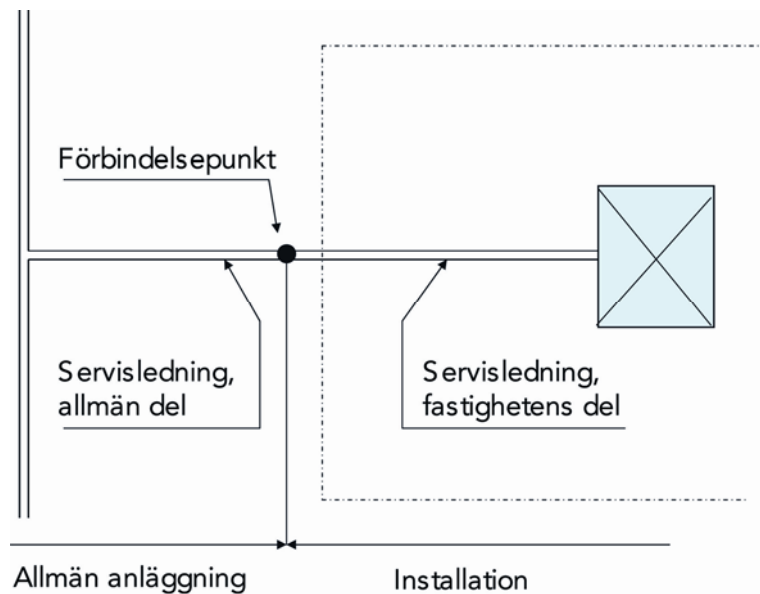 Förbindelsepunkt
Servisledning,
allmän del
Servisledning,
fastighetens del
Allmän anläggning
Installation